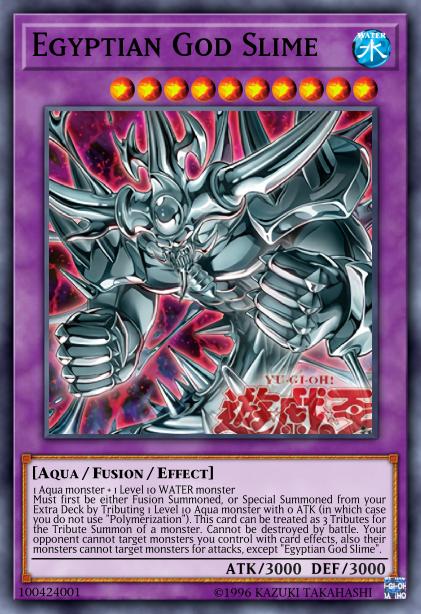 EGYPTIAN GOD SLIME
WATER
水
YU-GI-OH!
遊戯王
[AQUA / FUSION / EFFECT]
1 Aqua monster + 1 Level 10 WATER monster
Must first be either Fusion Summoned, or Special Summoned from your
Extra Deck by Tributing 1 Level 10 Aqua monster with 0 ATK (in which case
you do not use "Polymerization"). This card can be treated as 3 Tributes for
the Tribute Summon of a monster. Cannot be destroyed by battle. Your
opponent cannot target monsters you control with card effects, also their
monsters cannot target monsters for attacks, except "Egyptian God Slime".
ATK/3000 DEF/3000
100424001
©1996 KAZUKI TAKAHASHI